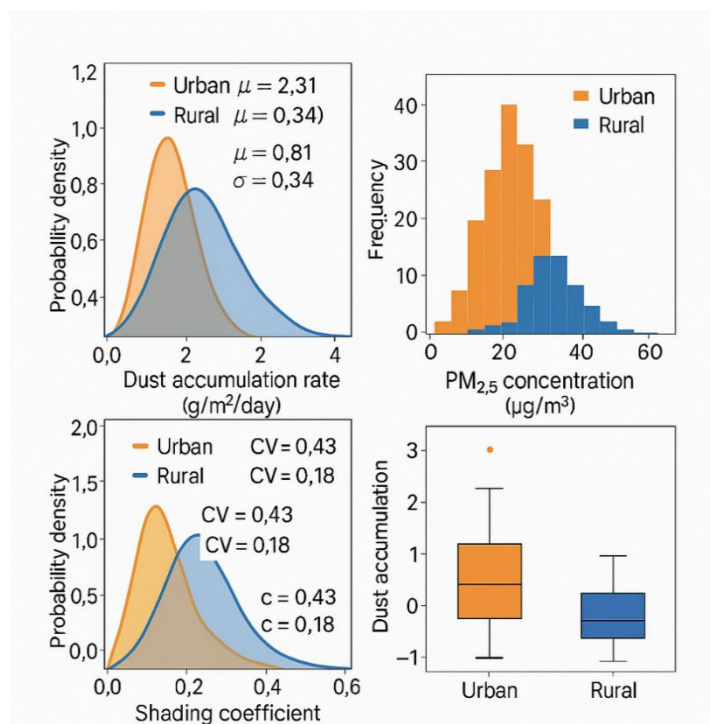 1,2
1,0
0,8
0,6
0,4
Probability density
Urban μ = 2,31
Rural μ = 0,34)
μ = 0,81
σ = 0,34
0,0 2 2 4
Dust accumulation rate
(g/m²/day)
40
30
20
10
0
Frequency
Urban
Rural
0 20 40 60
PM2,5 concentration
(μg/m³)
2,0
1,5
1,0
0,5
0,0
Probability density
Urban CV = 0,43
Rural CV = 0,18
CV = 0,43
CV = 0,18
c = 0,43
c = 0,18
0,0 0,2 0,4 0,6
Shading coefficient
3
2
1
0
−1
Dust accumulation
Urban Rural